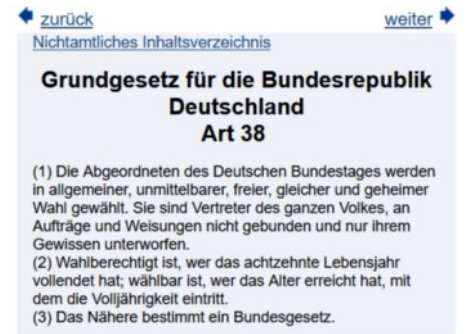 zurück weiter
Nichtamtliches Inhaltsverzeichnis
Grundgesetz für die Bundesrepublik
Deutschland
Art 38
(1) Die Abgeordneten des Deutschen Bundestages werden
in allgemeiner, unmittelbarer, freier, gleicher und geheimer
Wahl gewählt. Sie sind Vertreter des ganzen Volkes, an
Aufträge und Weisungen nicht gebunden und nur ihrem
Gewissen unterworfen.
(2) Wahlberechtigt ist, wer das achtzehnte Lebensjahr
vollendet hat; wählbar ist, wer das Alter erreicht hat, mit
dem die Volljährigkeit eintritt.
(3) Das Nähere bestimmt ein Bundesgesetz.